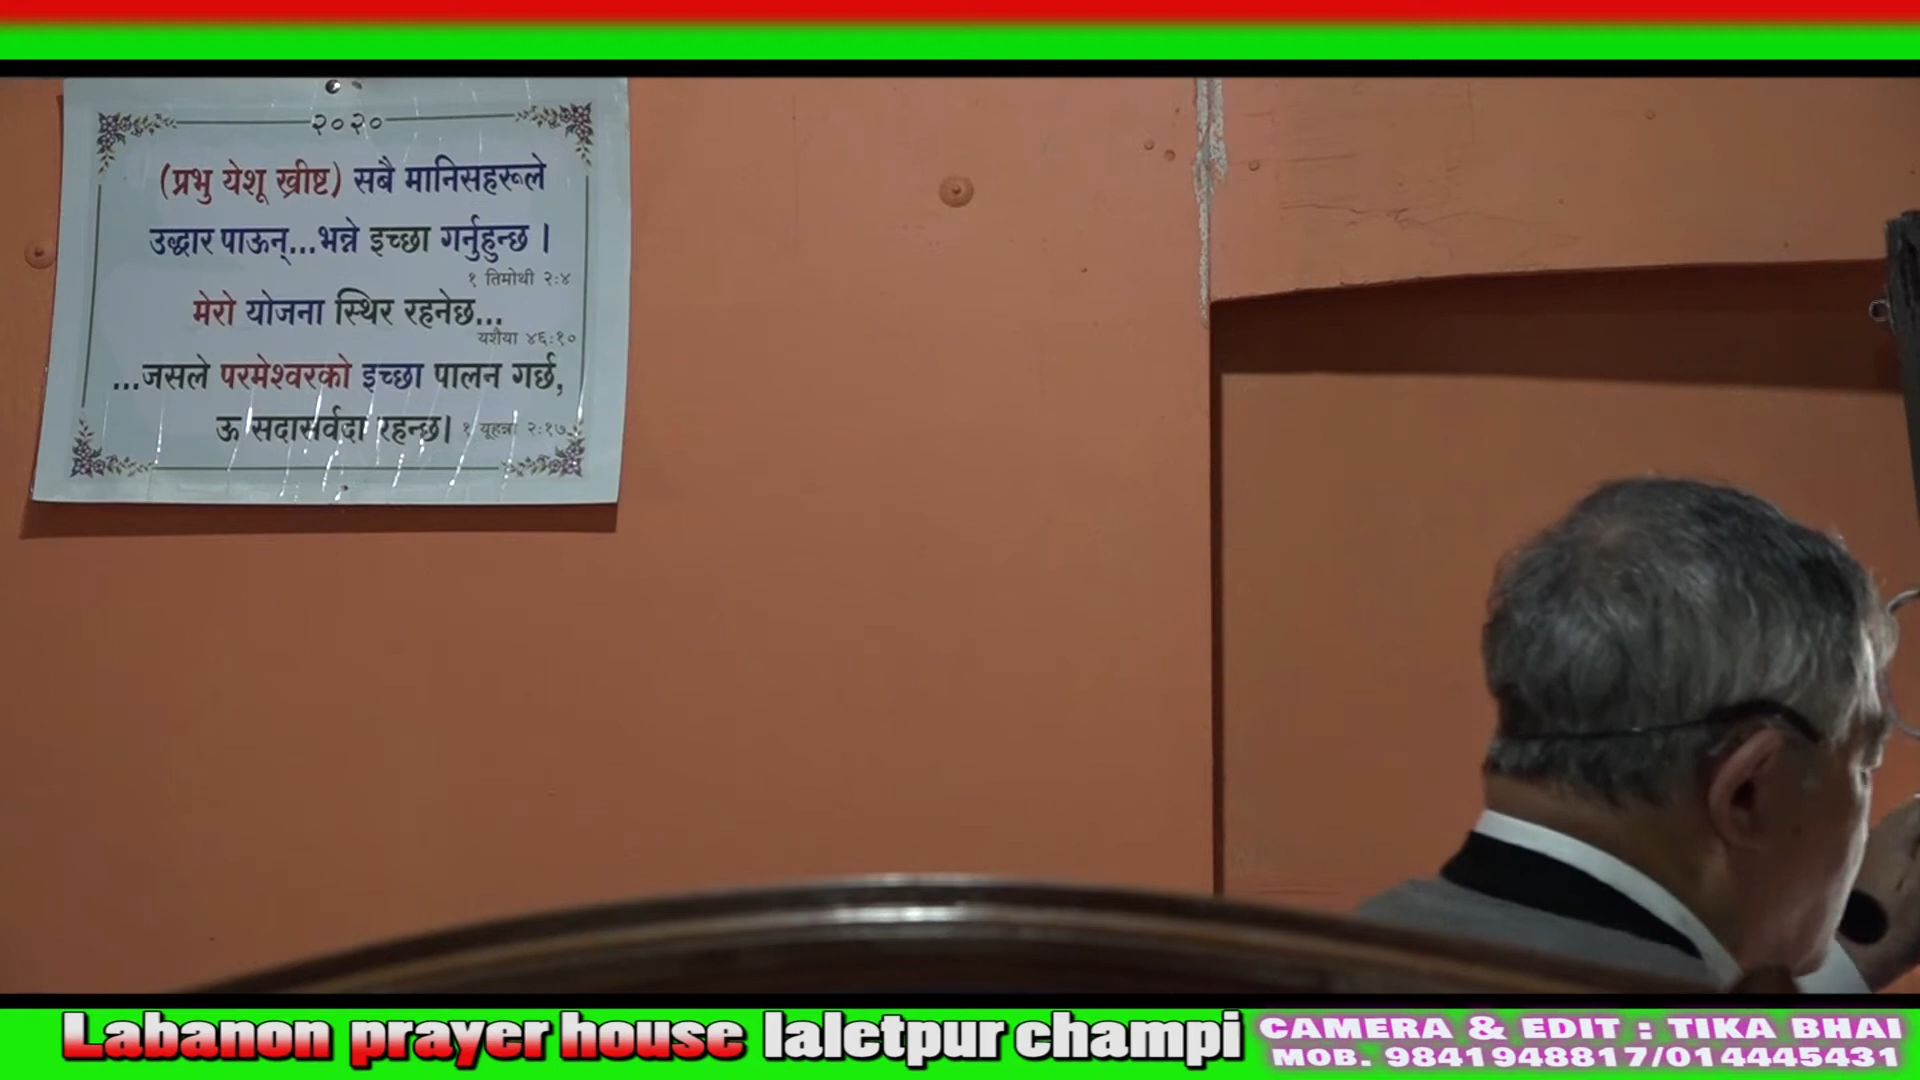 २०२०
(प्रभु येशू ख्रीष्ट) सबै मानिसहरूले
उद्धार पाऊन्...भन्ने इच्छा गर्नुहुन्छ ।
१ तिमोथी २:४
मेरो योजना स्थिर रहनेछ...
यशैया ४६:१०
...जसले परमेश्वरको इच्छा पालन गर्छ,
ऊ सदासर्वदा रहन्छ। १ यूहन्ना २:१७
Labanon prayer house laletpur champi
CAMERA & EDIT : TIKA BHAI
MOB. 9841948817/014445431